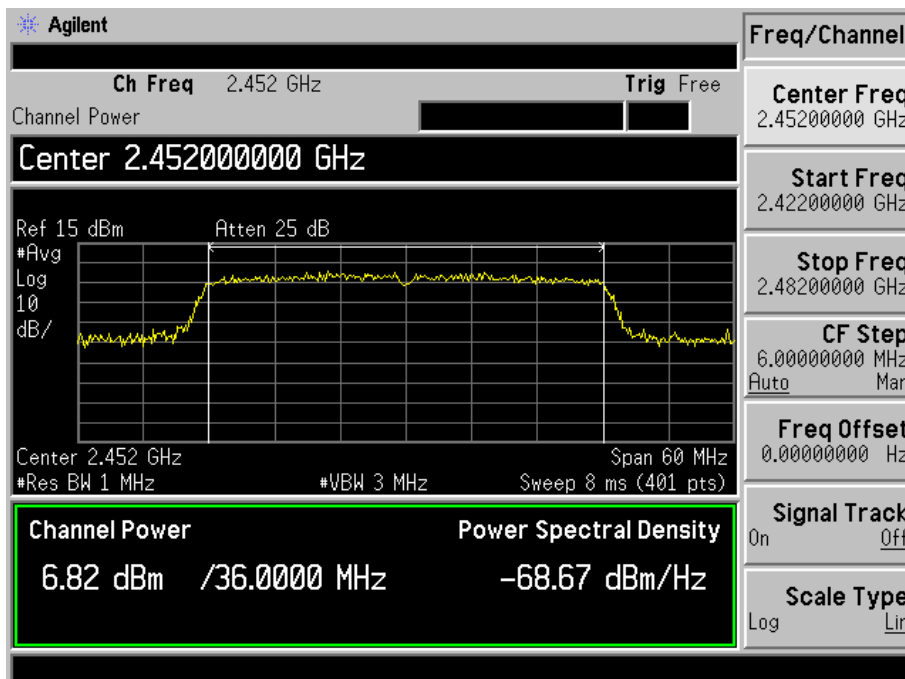 Agilent
Freq/Channel
Ch Freq 2.452 GHz Trig Free
Channel Power
Center 2.452000000 GHz
Ref 15 dBm Atten 25 dB
#Avg
Log
10
dB/
Center 2.452 GHz Span 60 MHz
#Res BW 1 MHz #VBW 3 MHz Sweep 8 ms (401 pts)
Channel Power Power Spectral Density
6.82 dBm /36.0000 MHz -68.67 dBm/Hz
Center Freq
2.45200000 GHz
Start Freq
2.42200000 GHz
Stop Freq
2.48200000 GHz
CF Step
6.00000000 MHz
Auto Man
Freq Offset
0.00000000 Hz
Signal Track
On Off
Scale Type
Log Lin